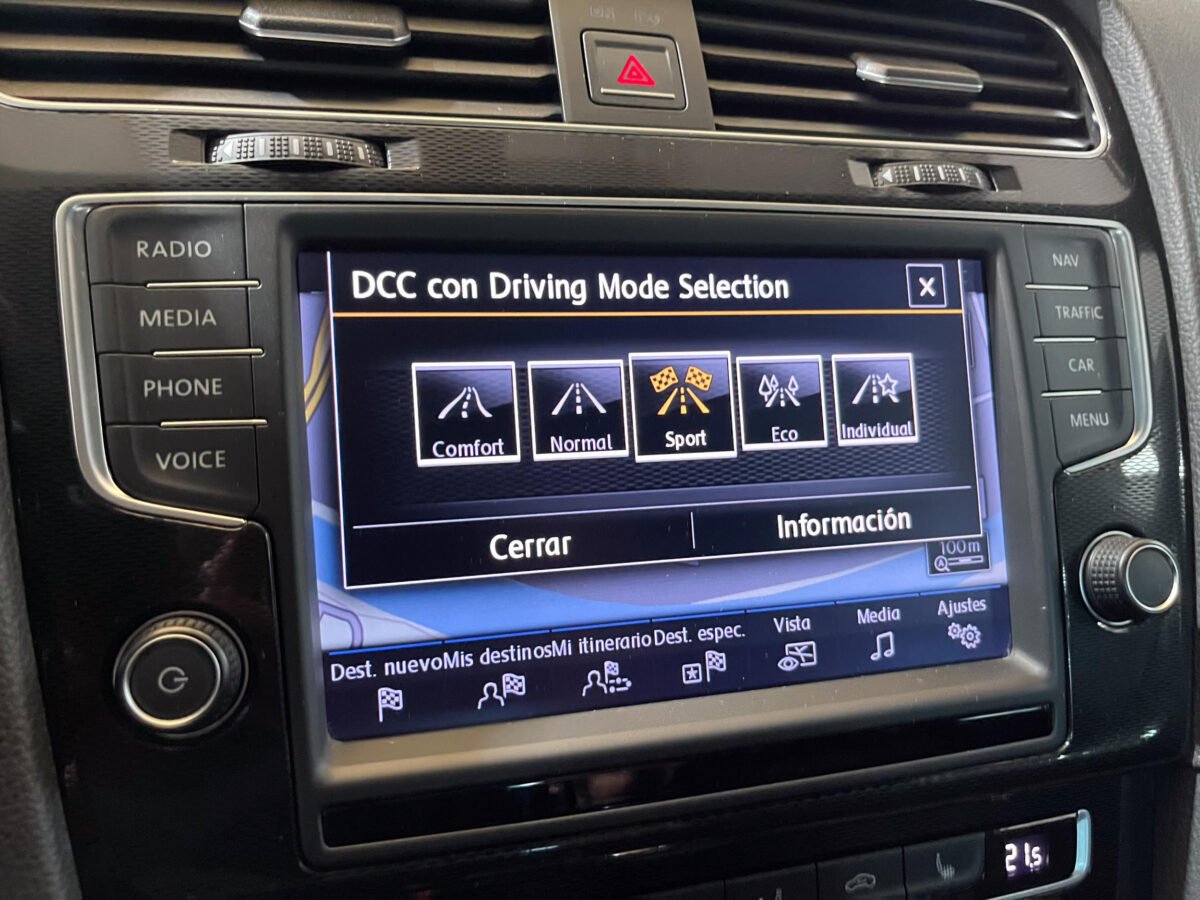 RADIO
MEDIA
PHONE
VOICE
NAV
TRAFFIC
CAR
MENU
DCC con Driving Mode Selection
X
Comfort
Normal
Sport
Eco
Individual
Cerrar
Información
100m
A
Dest. nuevo
Mis destinos
Mi itinerario
Dest. espec.
Vista
Media
Ajustes
21.5